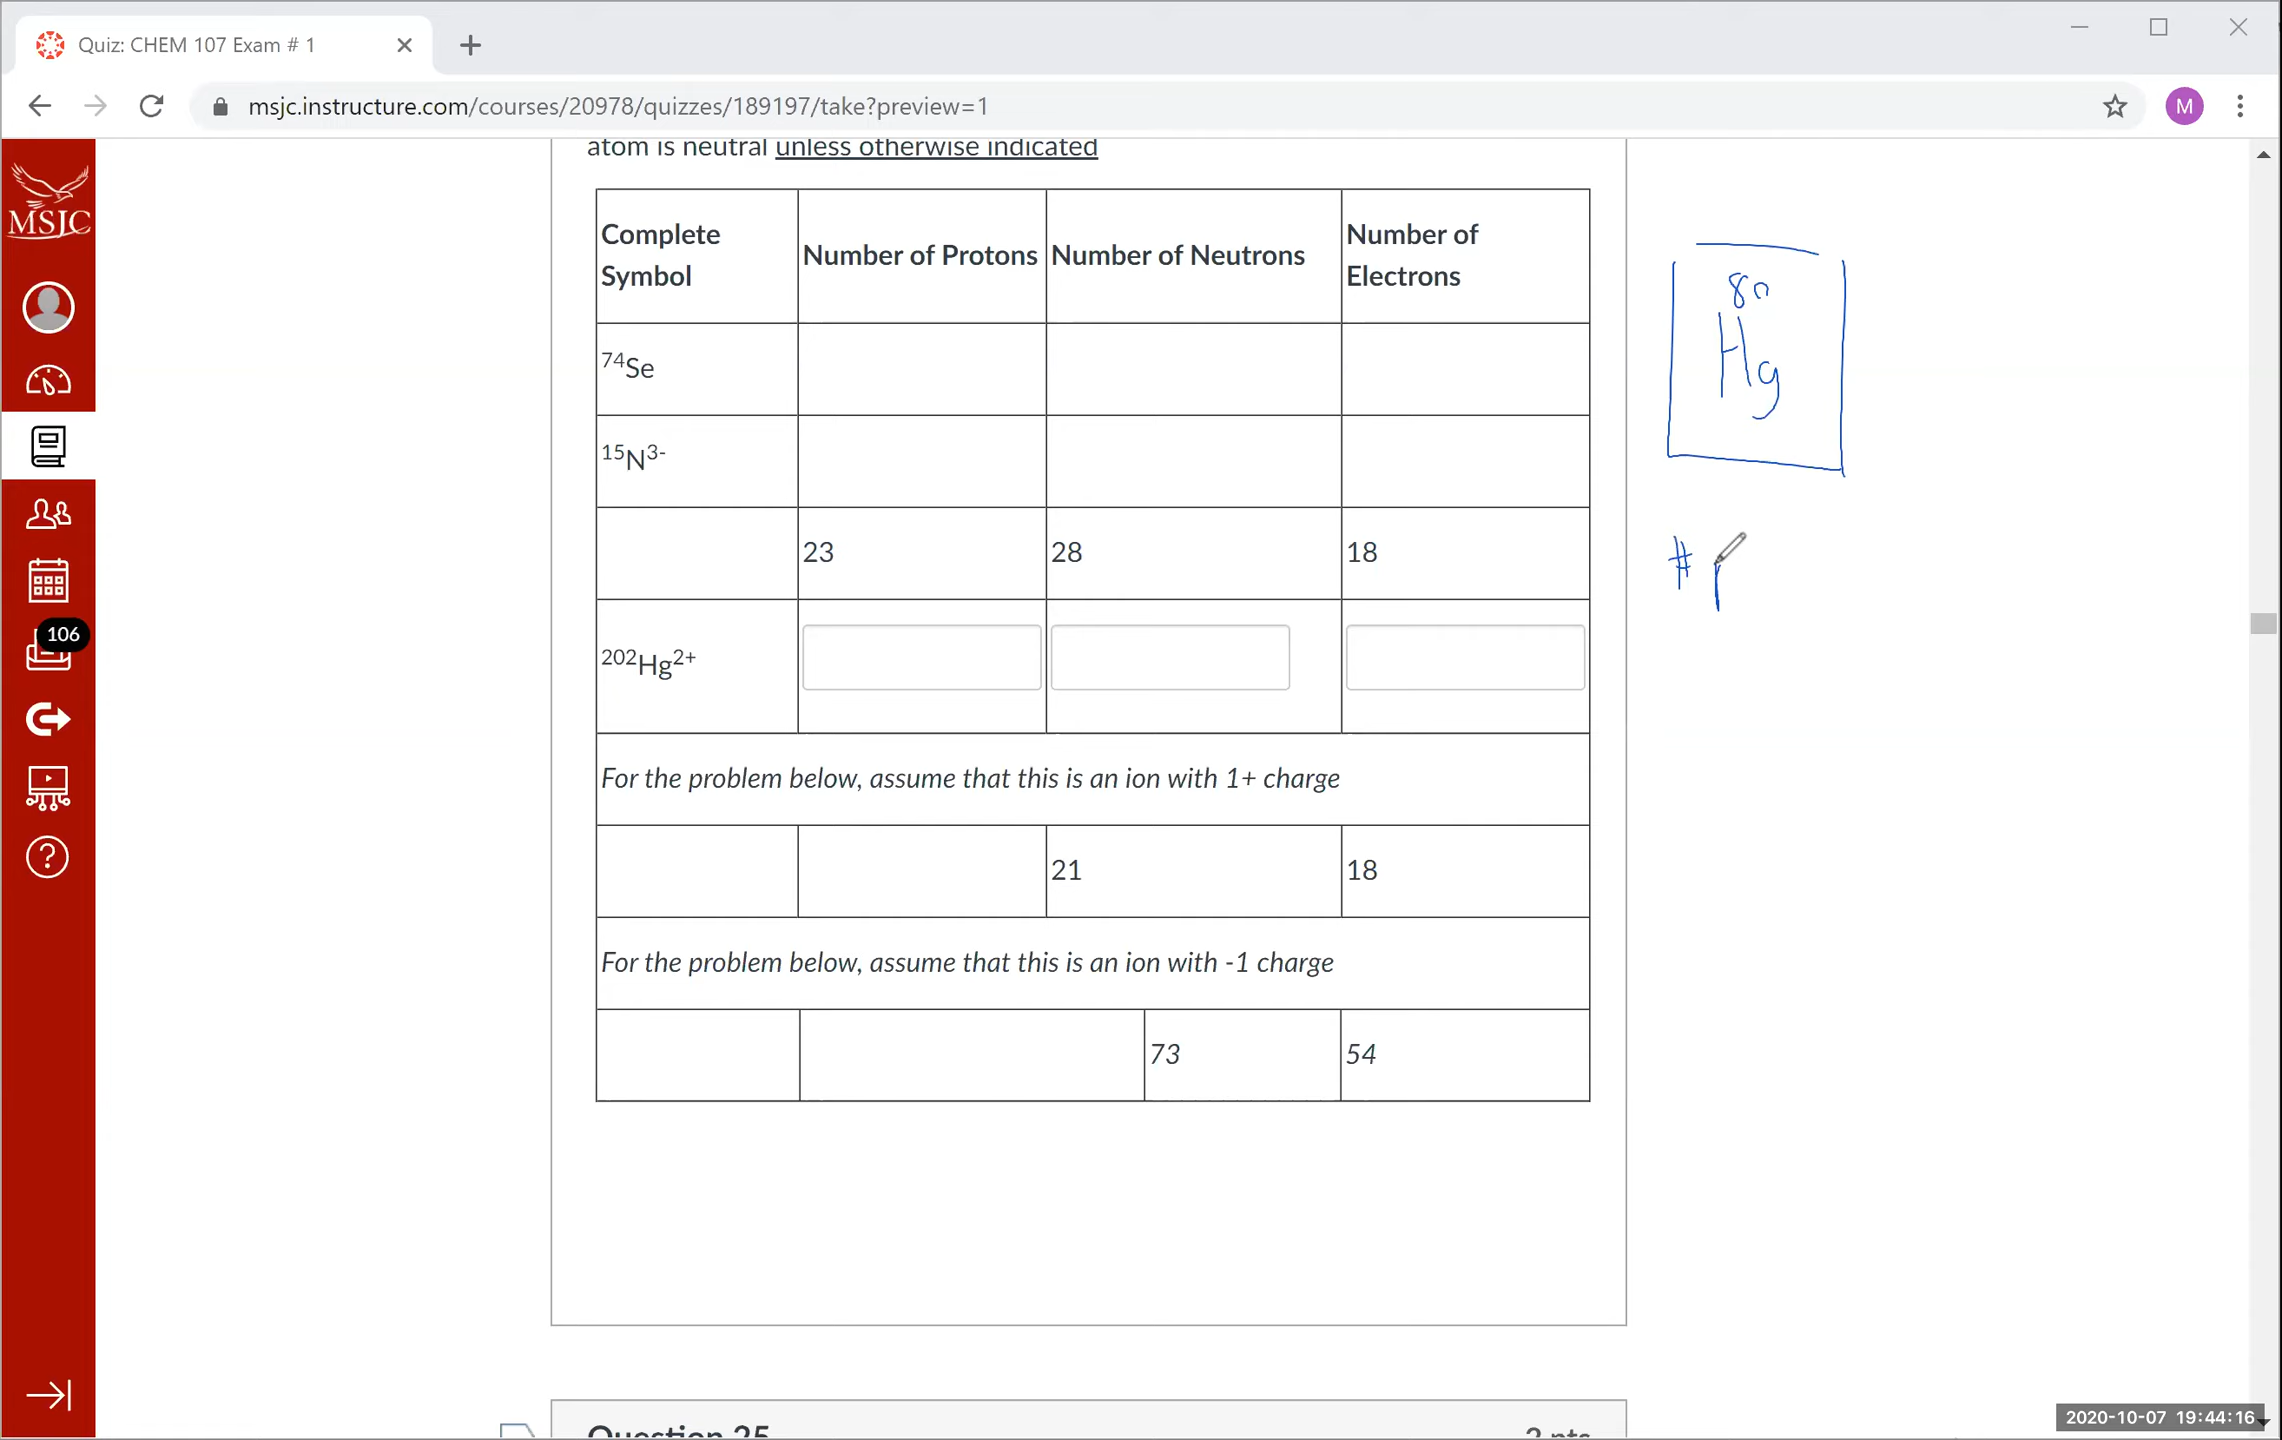 Quiz: CHEM 107 Exam # 1
msjc.instructure.com/courses/20978/quizzes/189197/take?preview=1
M
MSJC
106
atom is neutral unless otherwise indicated
Complete Symbol Number of Protons Number of Neutrons Number of Electrons
⁷⁴Se
¹⁵N³⁻
23 28 18
²⁰²Hg²⁺
For the problem below, assume that this is an ion with 1+ charge
21 18
For the problem below, assume that this is an ion with -1 charge
73 54
80
Hg
#
Question 25 2 pts
2020-10-07 19:44:16